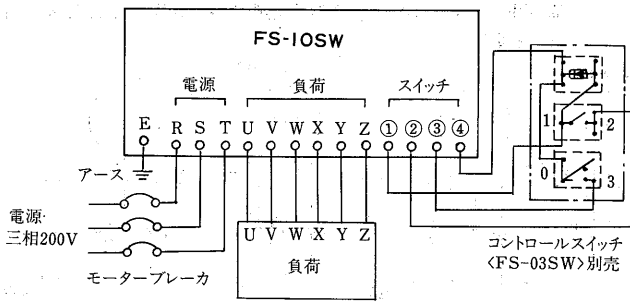 FS-10SW
電源 負荷 スイッチ
E R S T U V W X Y Z ① ② ③ ④
1 2
0 3
アース
電源
三相200V
モーターブレーカ
U V W X Y Z
負荷
コントロールスイッチ
〈FS-03SW〉別売